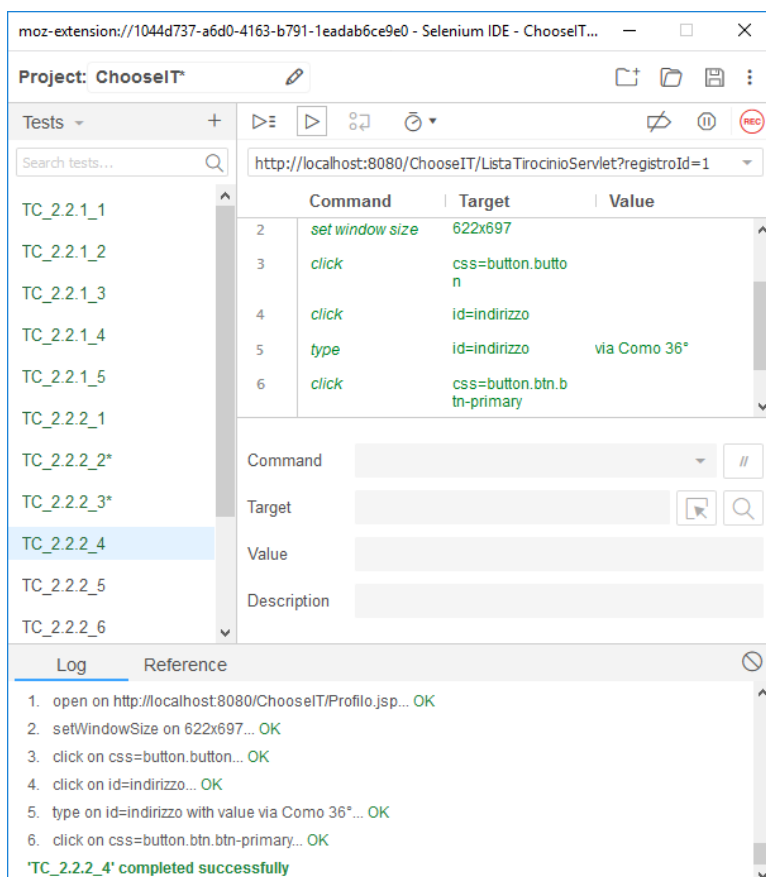 moz-extension://1044d737-a6d0-4163-b791-1eadab6ce9e0 - Selenium IDE - ChooseIT...
Project: ChooseIT*
Tests
Search tests...
TC_2.2.1_1
TC_2.2.1_2
TC_2.2.1_3
TC_2.2.1_4
TC_2.2.1_5
TC_2.2.2_1
TC_2.2.2_2*
TC_2.2.2_3*
TC_2.2.2_4
TC_2.2.2_5
TC_2.2.2_6
REC
http://localhost:8080/ChooseIT/ListaTirocinioServlet?registroId=1
Command Target Value
2 set window size 622x697
3 click css=button.butto
n
4 click id=indirizzo
5 type id=indirizzo via Como 36°
6 click css=button.btn.b
tn-primary
Command //
Target
Value
Description
Log Reference
1. open on http://localhost:8080/ChooseIT/Profilo.jsp... OK
2. setWindowSize on 622x697... OK
3. click on css=button.button... OK
4. click on id=indirizzo... OK
5. type on id=indirizzo with value via Como 36°... OK
6. click on css=button.btn.btn-primary... OK
'TC_2.2.2_4' completed successfully